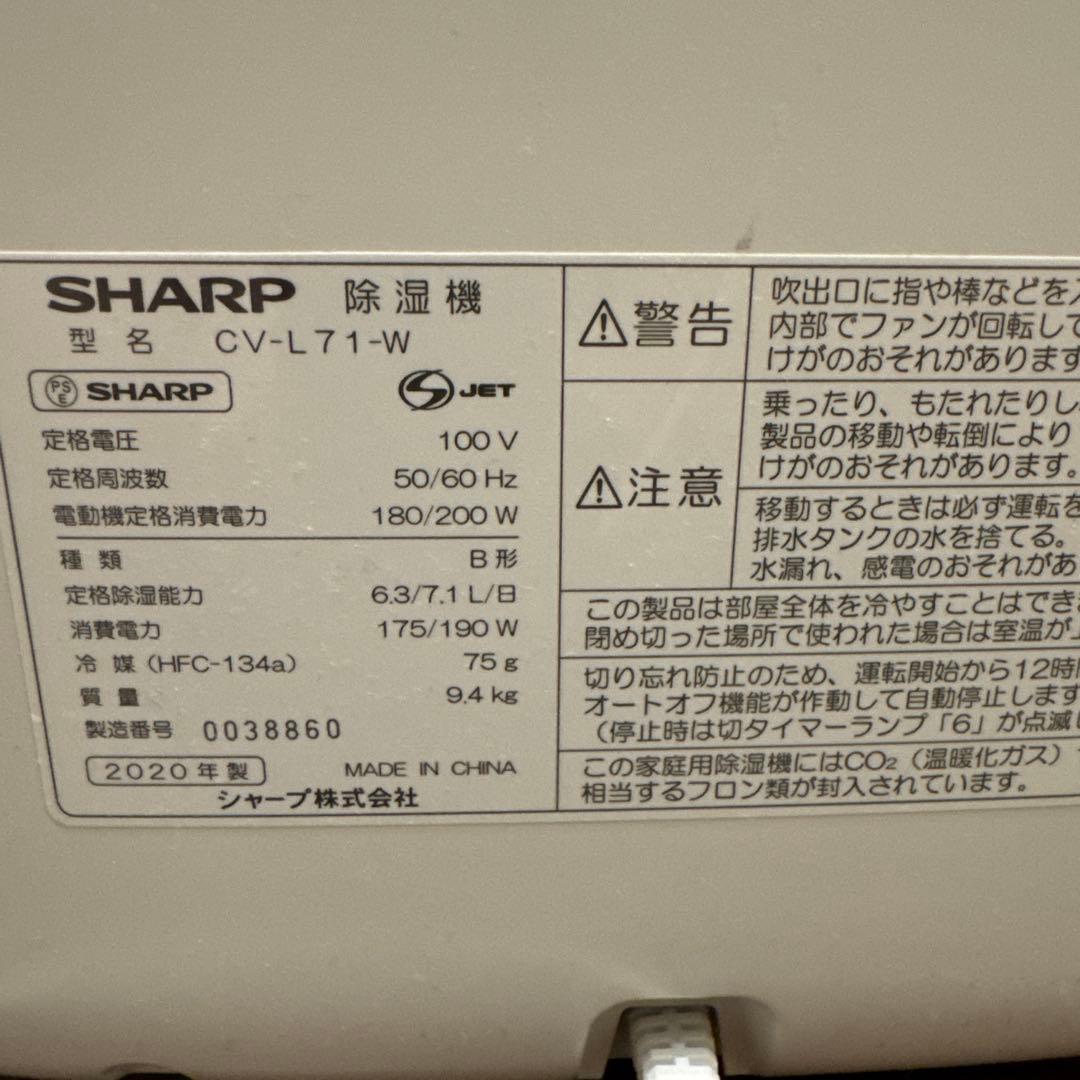 SHARP 除湿機
型名 CV-L71-W
PSE SHARP S JET
定格電圧 100 V
定格周波数 50/60 Hz
電動機定格消費電力 180/200 W
種類 B形
定格除湿能力 6.3/7.1 L/日
消費電力 175/190 W
冷媒 (HFC-134a) 75 g
質量 9.4 kg
製造番号 0038860
2020年製 MADE IN CHINA
シャープ株式会社
⚠警告
吹出口に指や棒などを
内部でファンが回転して
けがのおそれがあります
⚠注意
乗ったり、もたれたりし
製品の移動や転倒により
けがのおそれがあります。
移動するときは必ず運転を
排水タンクの水を捨てる。
水漏れ、感電のおそれがあ
この製品は部屋全体を冷やすことはでき
閉め切った場所で使われた場合は室温が
切り忘れ防止のため、運転開始から12時
オートオフ機能が作動して自動停止します
（停止時は切タイマーランプ「6」が点滅
この家庭用除湿機にはCO₂（温暖化ガス）
相当するフロン類が封入されています。